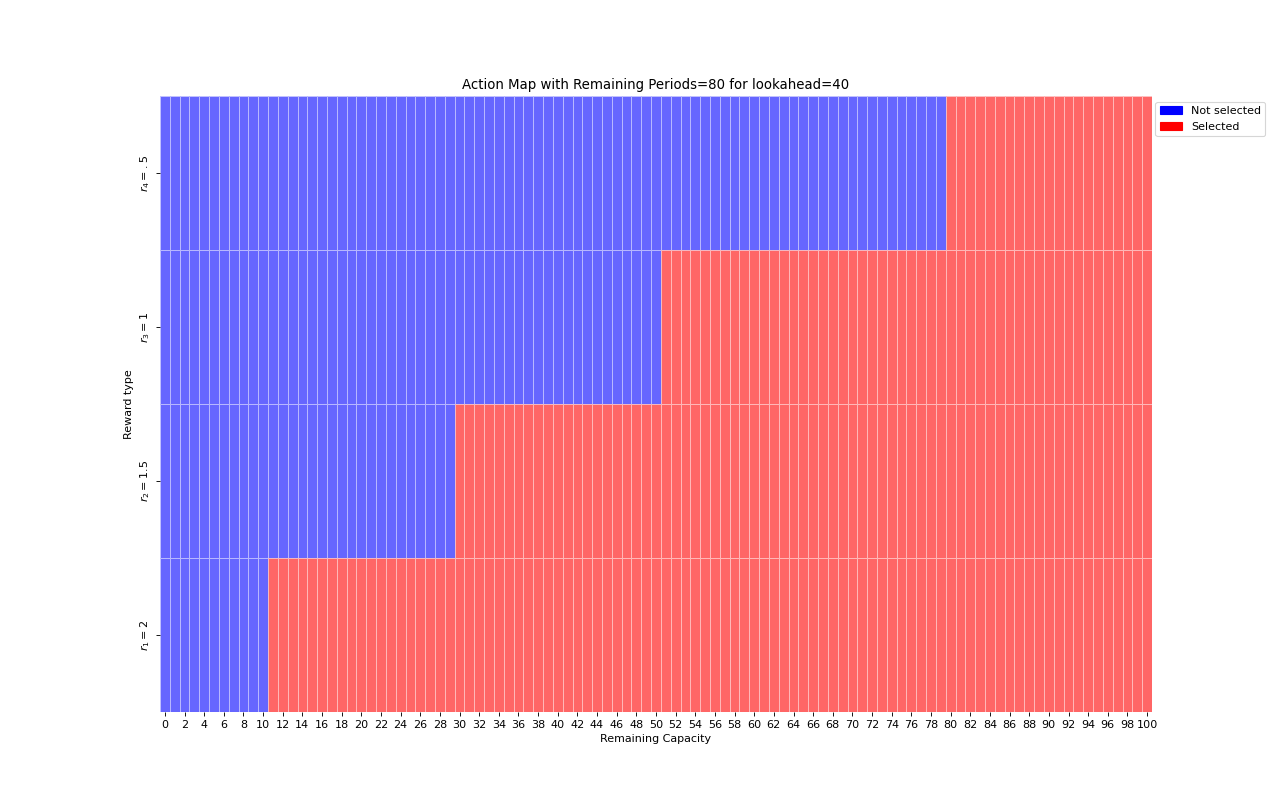 Action Map with Remaining Periods=80 for lookahead=40
Not selected
Selected
Reward type
r₄ = .5
r₃ = 1
r₂ = 1.5
r₁ = 2
0 2 4 6 8 10 12 14 16 18 20 22 24 26 28 30 32 34 36 38 40 42 44 46 48 50 52 54 56 58 60 62 64 66 68 70 72 74 76 78 80 82 84 86 88 90 92 94 96 98 100
Remaining Capacity